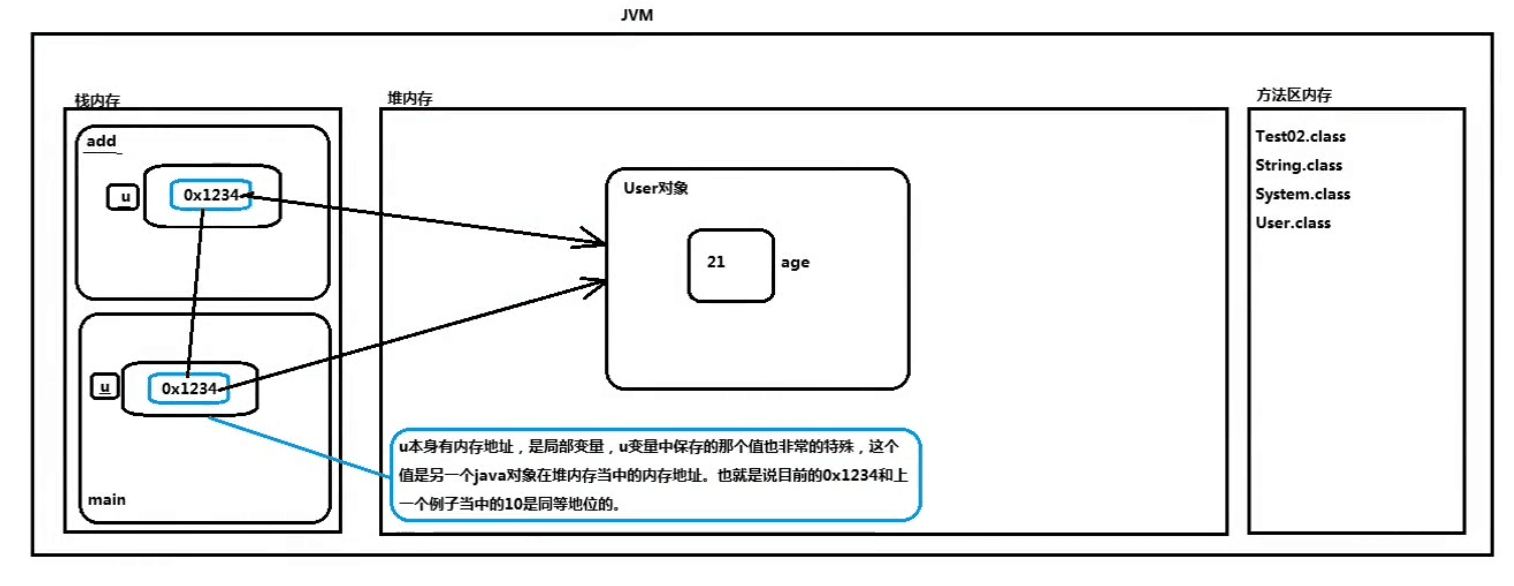 JVM
栈内存
堆内存
方法区内存
add
u
0x1234
User对象
21
age
Test02.class
String.class
System.class
User.class
u
0x1234
main
u本身有内存地址，是局部变量，u变量中保存的那个值也非常的特殊，这个
值是另一个java对象在堆内存当中的内存地址。也就是说目前的0x1234和上
一个例子当中的10是同等地位的。